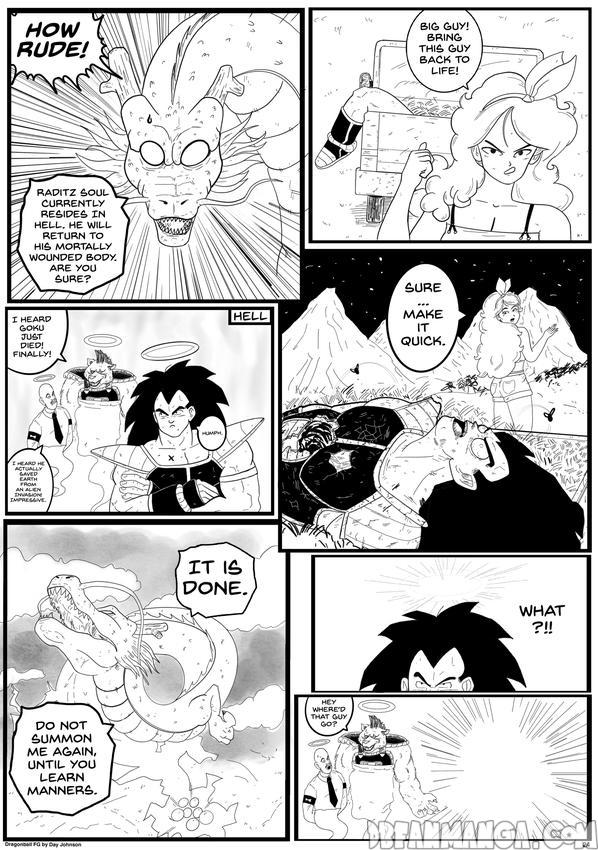 HOW
RUDE!
RADITZ SOUL
CURRENTLY
RESIDES IN
HELL. HE WILL
RETURN TO
HIS MORTALLY
WOUNDED BODY.
ARE YOU
SURE?
BIG GUY!
BRING
THIS GUY
BACK TO
LIFE!
SURE
...
MAKE
IT
QUICK.
HELL
I HEARD
GOKU
JUST
DIED!
FINALLY!
I HEARD HE
ACTUALLY
SAVED
EARTH
FROM
AN ALIEN
INVASION!
IMPRESSIVE.
HUMPH.
IT IS
DONE.
DO NOT
SUMMON
ME AGAIN,
UNTIL YOU
LEARN
MANNERS.
WHAT
?!!
HEY
WHERE'D
THAT GUY
GO?
Dragonball FG by Day Johnson
DREAMMANGA.COM